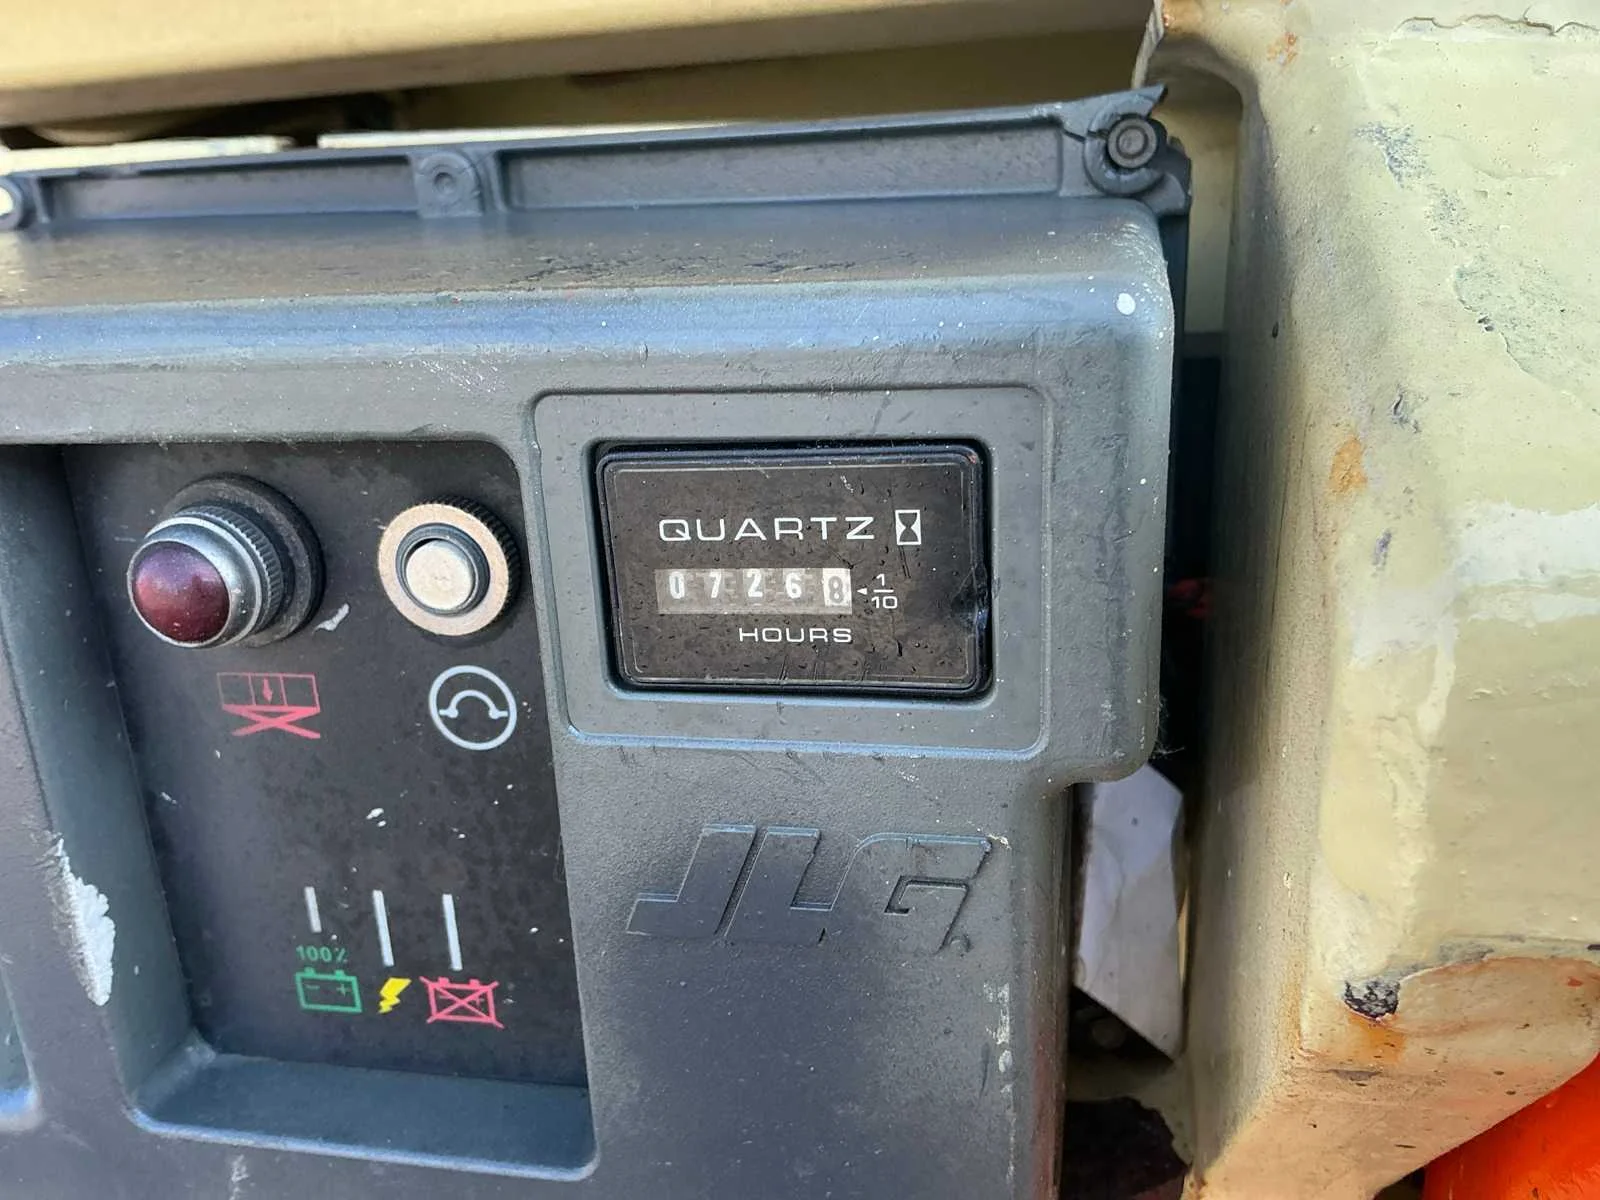 QUARTZ
07268 1/10
HOURS
JLG
100%
- +